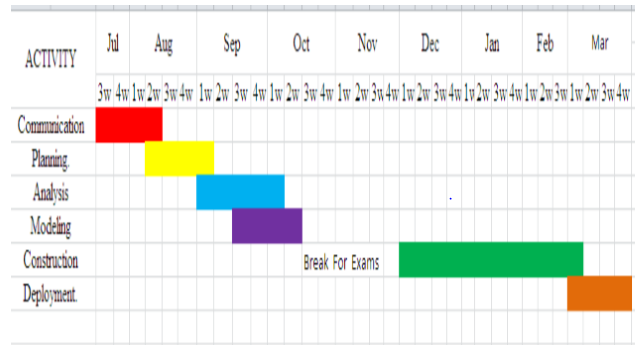 ACTIVITY Jul Aug Sep Oct Nov Dec Jan Feb Mar
3w 4w 1w 2w 3w 4w 1w 2w 3w 4w 1w 2w 3w 4w 1w 2w 3w 4w 1w 2w 3w 4w 1w 2w 3w 4w 1w 2w 3w 1w 2w 3w 4w
Communication
Planning.
Analysis
Modeling
Construction Break For Exams
Deployment.